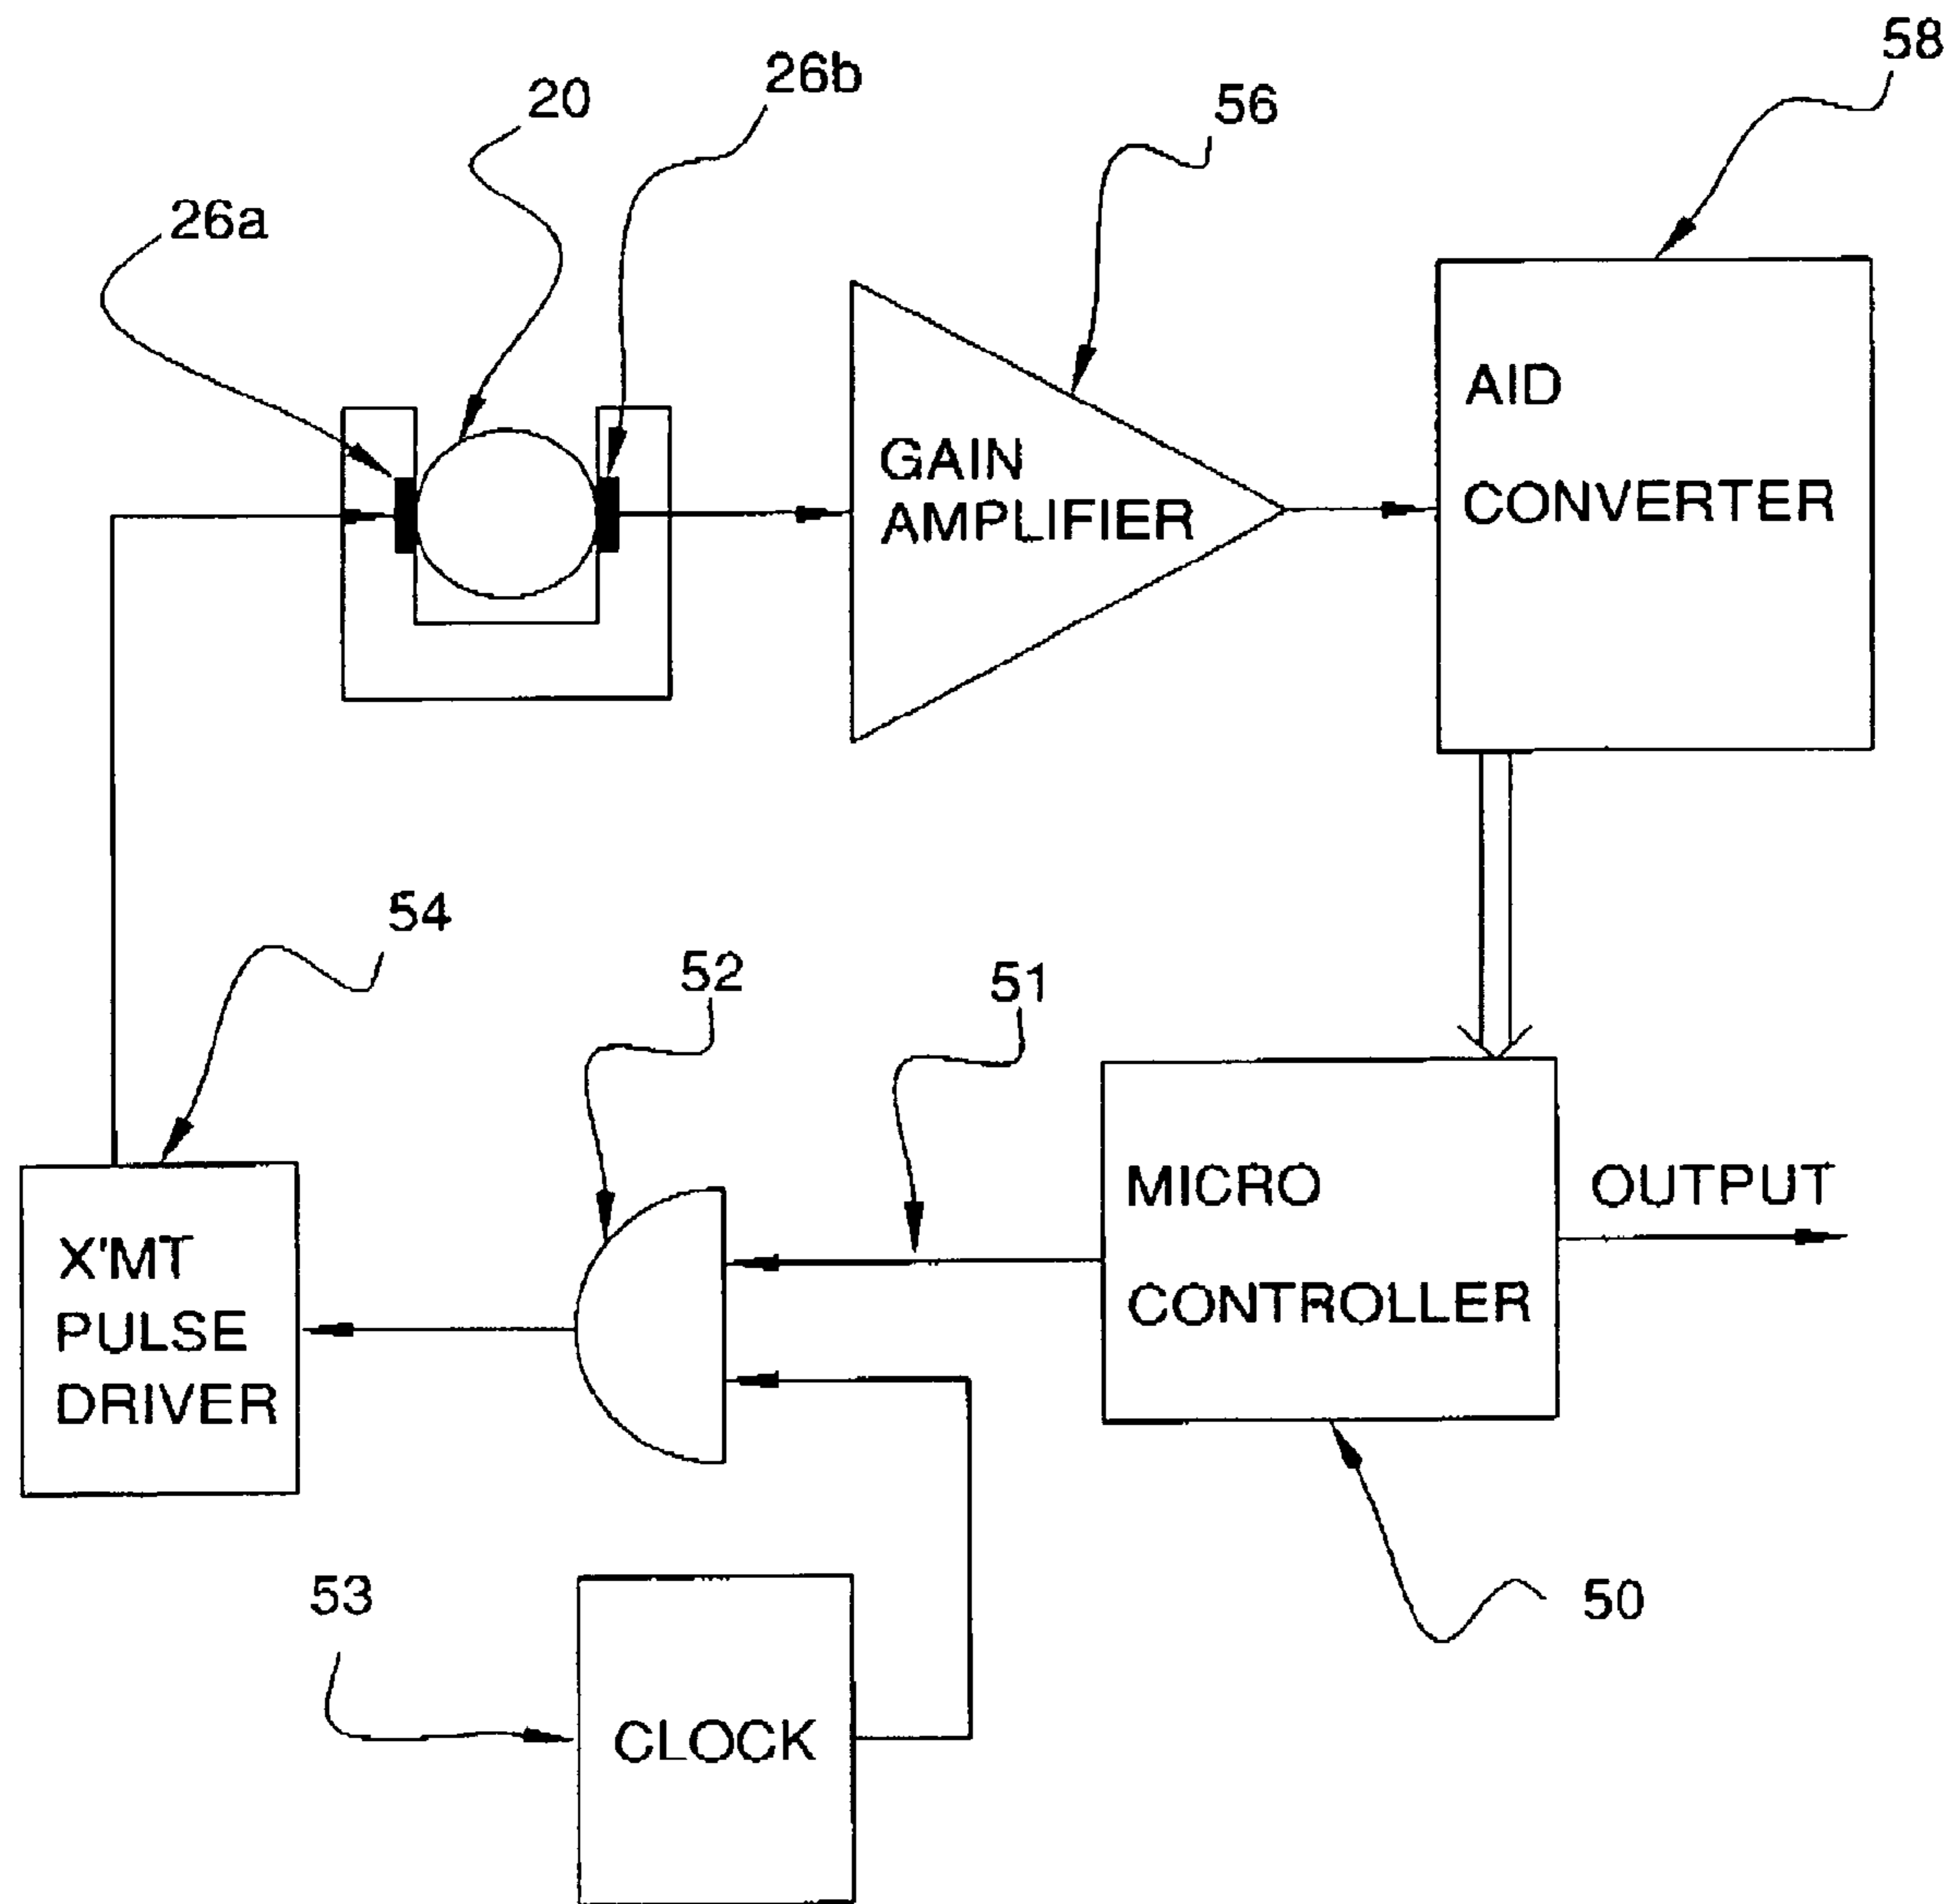 58
26b
20
56
26a
AID
CONVERTER
GAIN
AMPLIFIER
54
52
51
MICRO
CONTROLLER
OUTPUT
X'MT
PULSE
DRIVER
53
50
CLOCK